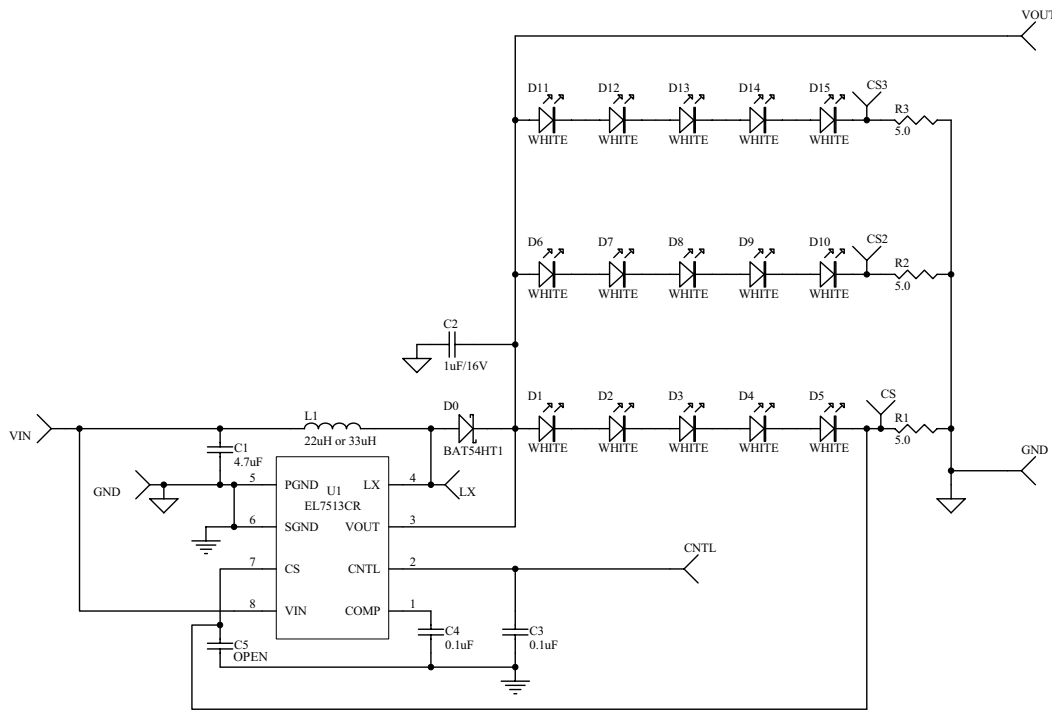 VOUT
D11 D12 D13 D14 D15 CS3 R3
WHITE WHITE WHITE WHITE WHITE 5.0
D6 D7 D8 D9 D10 CS2 R2
WHITE WHITE WHITE WHITE WHITE 5.0
C2
1uF/16V
D1 D2 D3 D4 D5 CS R1
WHITE WHITE WHITE WHITE WHITE 5.0
VIN
L1
22uH or 33uH
D0
BAT54HT1
C1
4.7uF
GND
5 PGND LX 4
U1
EL7513CR
LX
GND
6 SGND VOUT 3
7 CS CNTL 2
CNTL
8 VIN COMP 1
C5
OPEN
C4
0.1uF
C3
0.1uF